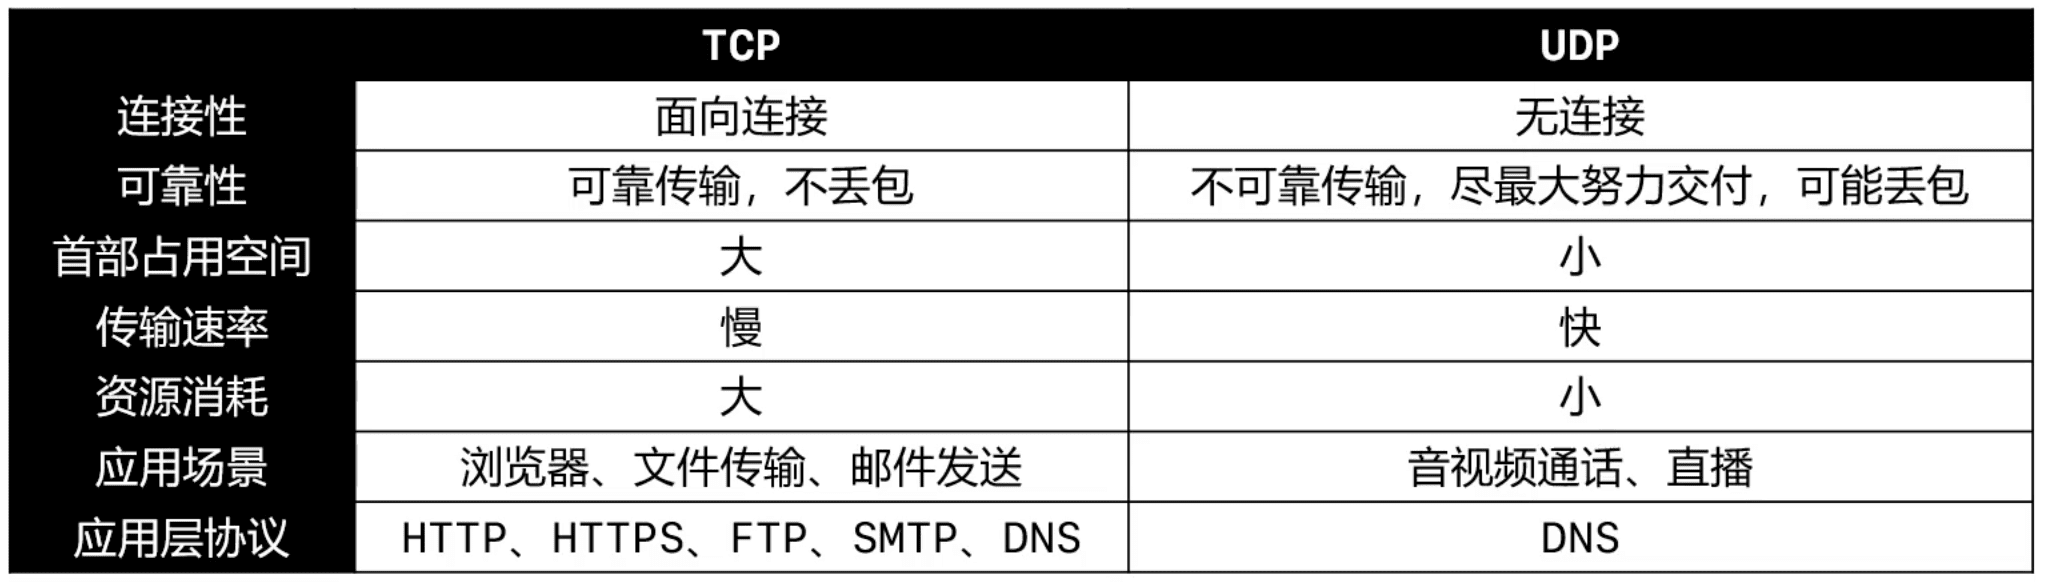 TCP UDP
连接性 面向连接 无连接
可靠性 可靠传输，不丢包 不可靠传输，尽最大努力交付，可能丢包
首部占用空间 大 小
传输速率 慢 快
资源消耗 大 小
应用场景 浏览器、文件传输、邮件发送 音视频通话、直播
应用层协议 HTTP、HTTPS、FTP、SMTP、DNS DNS